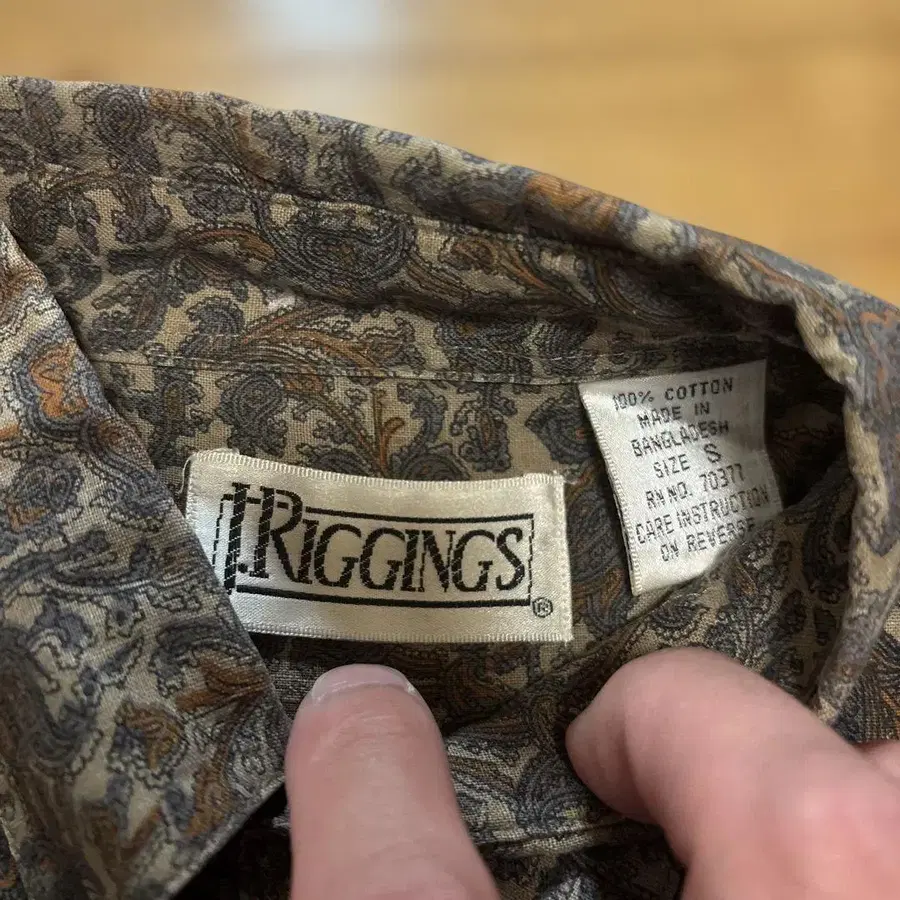 J.RIGGINGS
®
100% COTTON
MADE IN
BANGLADESH
SIZE S
RN NO. 70377
CARE INSTRUCTION
ON REVERSE